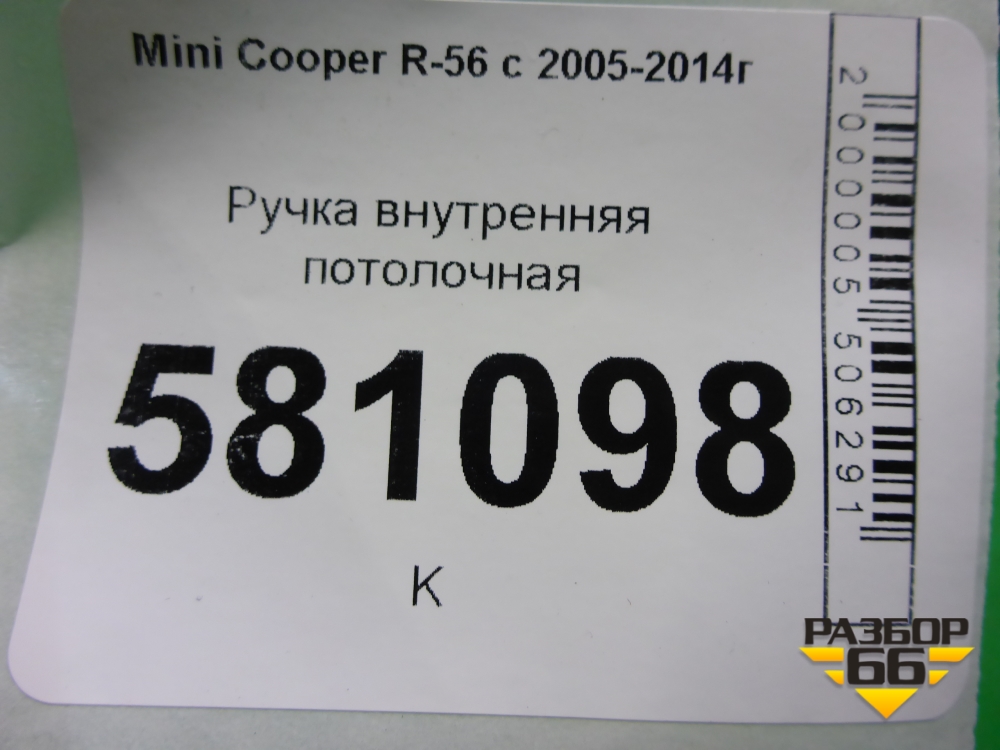 Mini Cooper R-56 с 2005-2014г
Ручка внутренняя
потолочная
581098
К
2000005506291
РАЗБОР
66